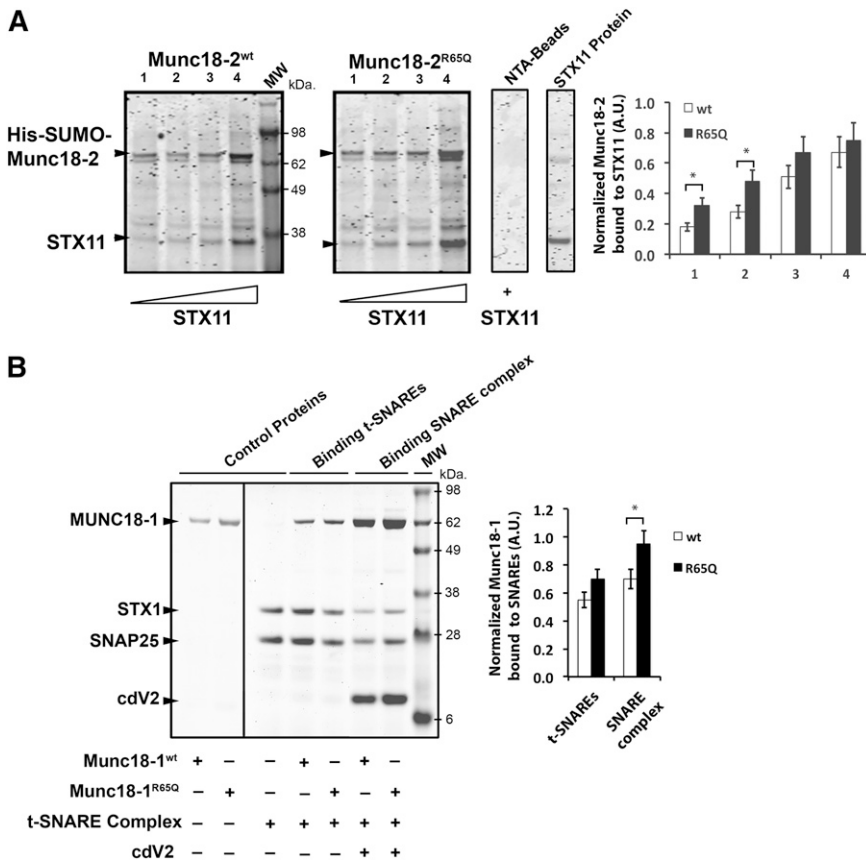 A
Munc18-2wt
1 2 3 4
MW
kDa.
His-SUMO-
Munc18-2
STX11
98
62
49
38
STX11
Munc18-2R65Q
1 2 3 4
STX11
NTA-Beads
+
STX11
STX11 Protein
Normalized Munc18-2
bound to STX11 (A.U.)
1.0
0.8
0.6
0.4
0.2
0.0
wt
R65Q
*
*
1 2 3 4
B
Control Proteins
Binding t-SNAREs
Binding SNARE complex
MW
kDa.
MUNC18-1
STX1
SNAP25
cdV2
98
62
49
38
28
6
Munc18-1wt + – – + – + –
Munc18-1R65Q – + – – + – +
t-SNARE Complex – – + + + + +
cdV2 – – – – – + +
Normalized Munc18-1
bound to SNAREs (A.U.)
1.2
1.0
0.8
0.6
0.4
0.2
0.0
wt
R65Q
*
t-SNAREs
SNARE
complex